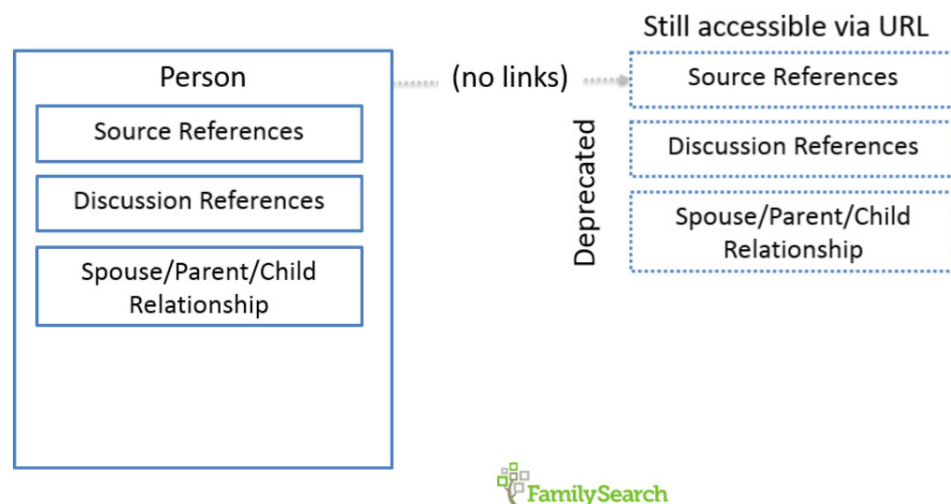 Person
Source References
Discussion References
Spouse/Parent/Child
Relationship
(no links)
Still accessible via URL
Deprecated
Source References
Discussion References
Spouse/Parent/Child
Relationship
FamilySearch